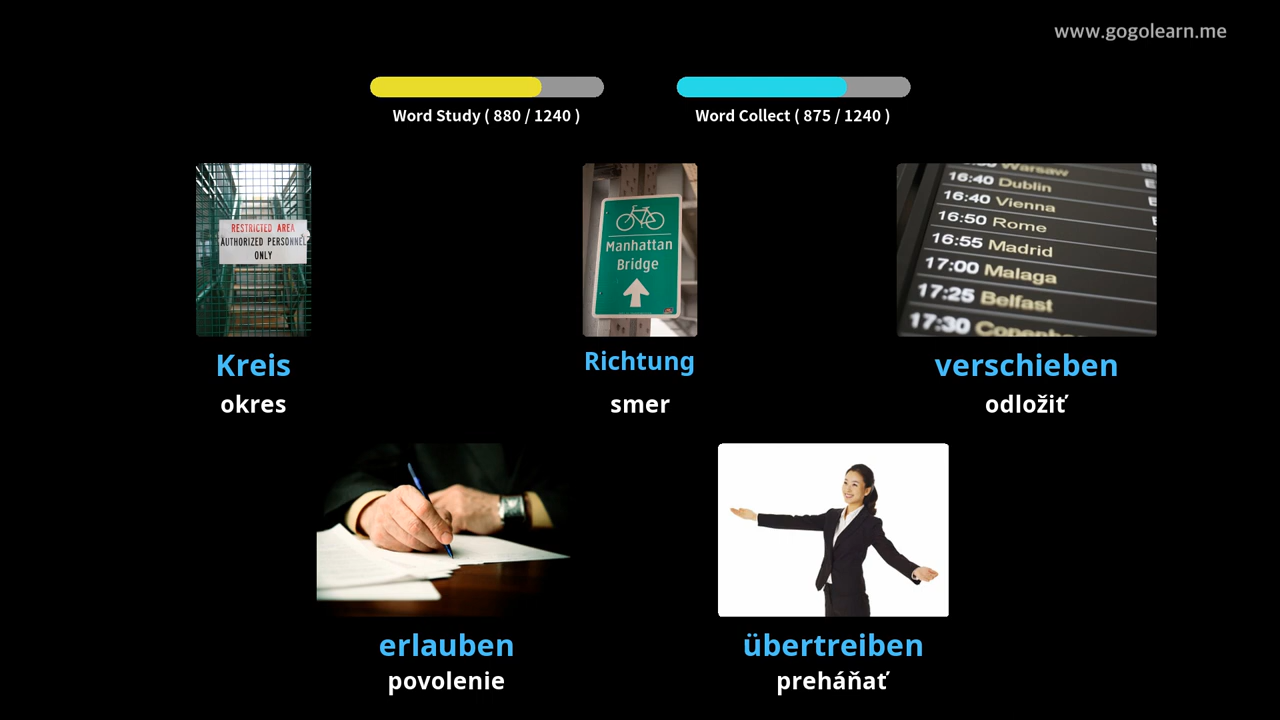 www.gogolearn.me
Word Study ( 880 / 1240 )
Word Collect ( 875 / 1240 )
RESTRICTED AREA
AUTHORIZED PERSONNEL
ONLY
Manhattan
Bridge
Warsaw
16:40 Dublin
16:40 Vienna
16:50 Rome
16:55 Madrid
17:00 Malaga
17:25 Belfast
17:30
Kreis
Richtung
verschieben
okres
smer
odložiť
erlauben
übertreiben
povolenie
preháňať